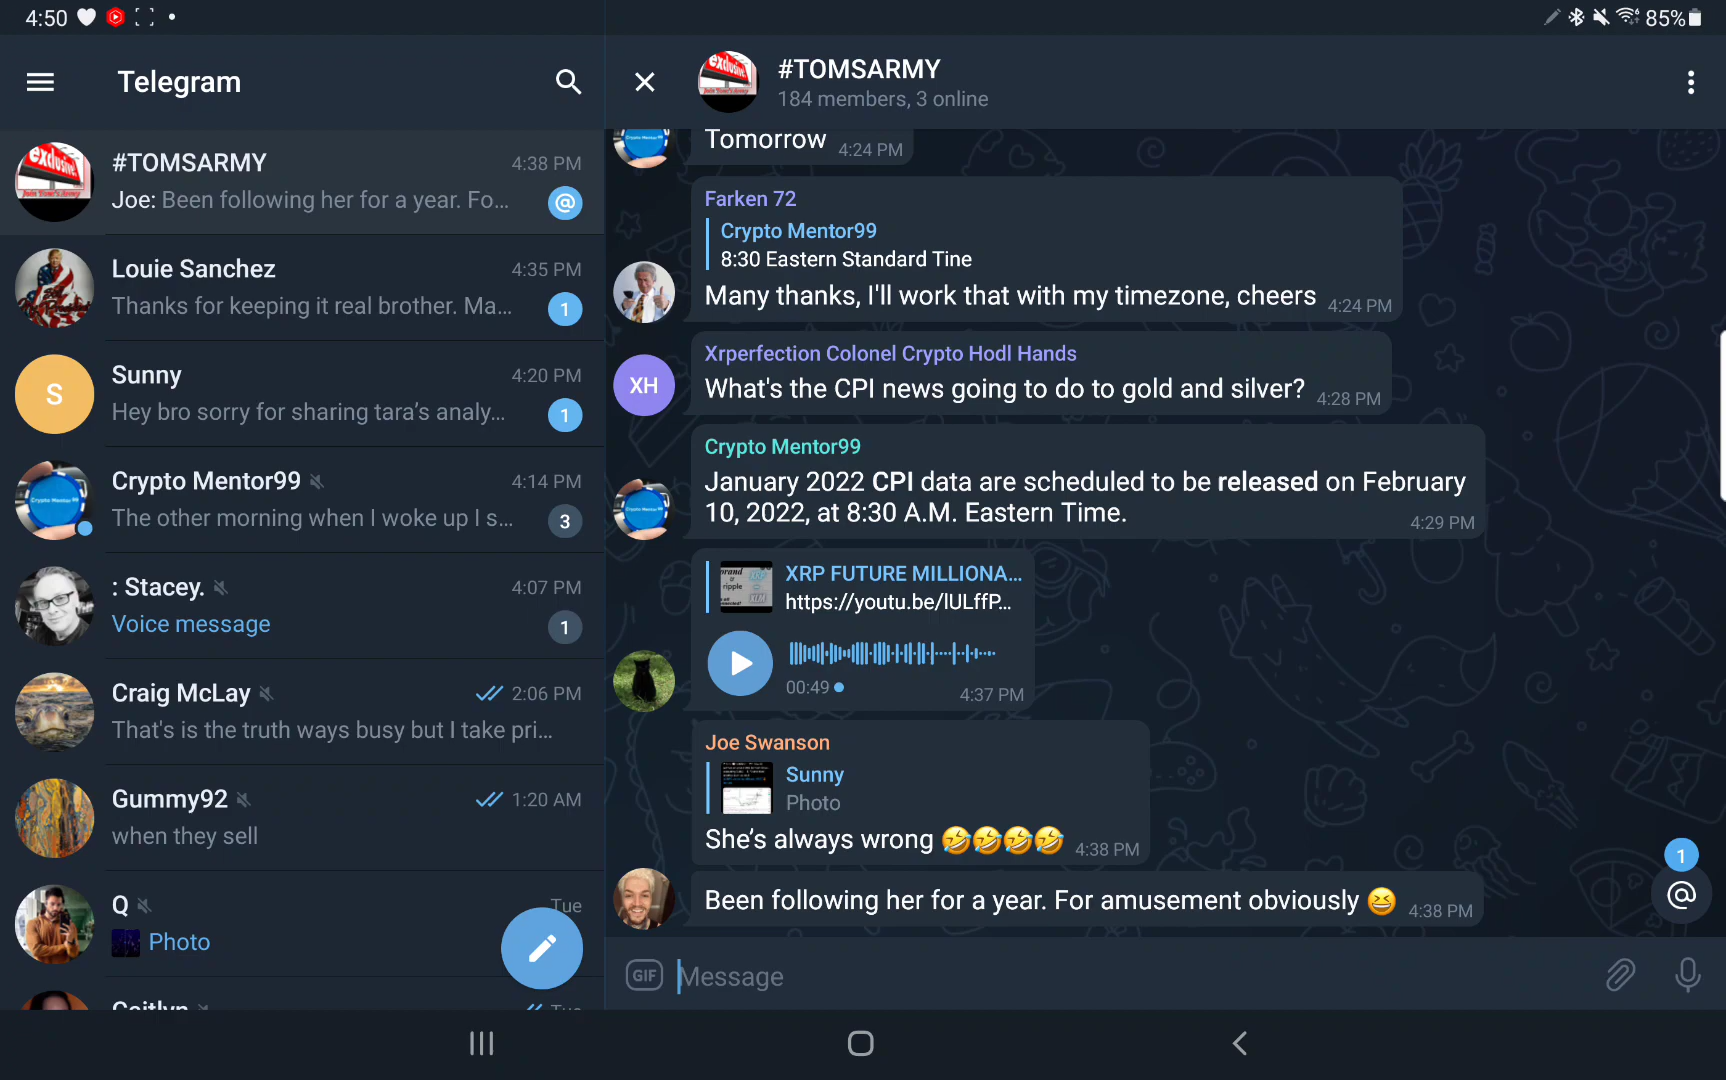 4:50
85%
Telegram
#TOMSARMY
4:38 PM
Joe: Been following her for a year. Fo...
@
Louie Sanchez
4:35 PM
Thanks for keeping it real brother. Ma...
1
Sunny
4:20 PM
S
Hey bro sorry for sharing tara's analy...
1
Crypto Mentor99
4:14 PM
The other morning when I woke up I s...
3
: Stacey.
4:07 PM
Voice message
1
Craig McLay
2:06 PM
That's is the truth ways busy but I take pri...
Gummy92
1:20 AM
when they sell
Q
Tue
Photo
Caitlyn
Tue
#TOMSARMY
184 members, 3 online
Tomorrow 4:24 PM
Farken 72
Crypto Mentor99
8:30 Eastern Standard Tine
Many thanks, I'll work that with my timezone, cheers 4:24 PM
Xrperfection Colonel Crypto Hodl Hands
XH
What's the CPI news going to do to gold and silver? 4:28 PM
Crypto Mentor99
January 2022 CPI data are scheduled to be released on February
10, 2022, at 8:30 A.M. Eastern Time.
4:29 PM
XRP FUTURE MILLIONA...
https://youtu.be/lULffP...
00:49
4:37 PM
Joe Swanson
Sunny
Photo
She's always wrong 🤣🤣🤣🤣 4:38 PM
Been following her for a year. For amusement obviously 😆 4:38 PM
1
@
GIF
Message